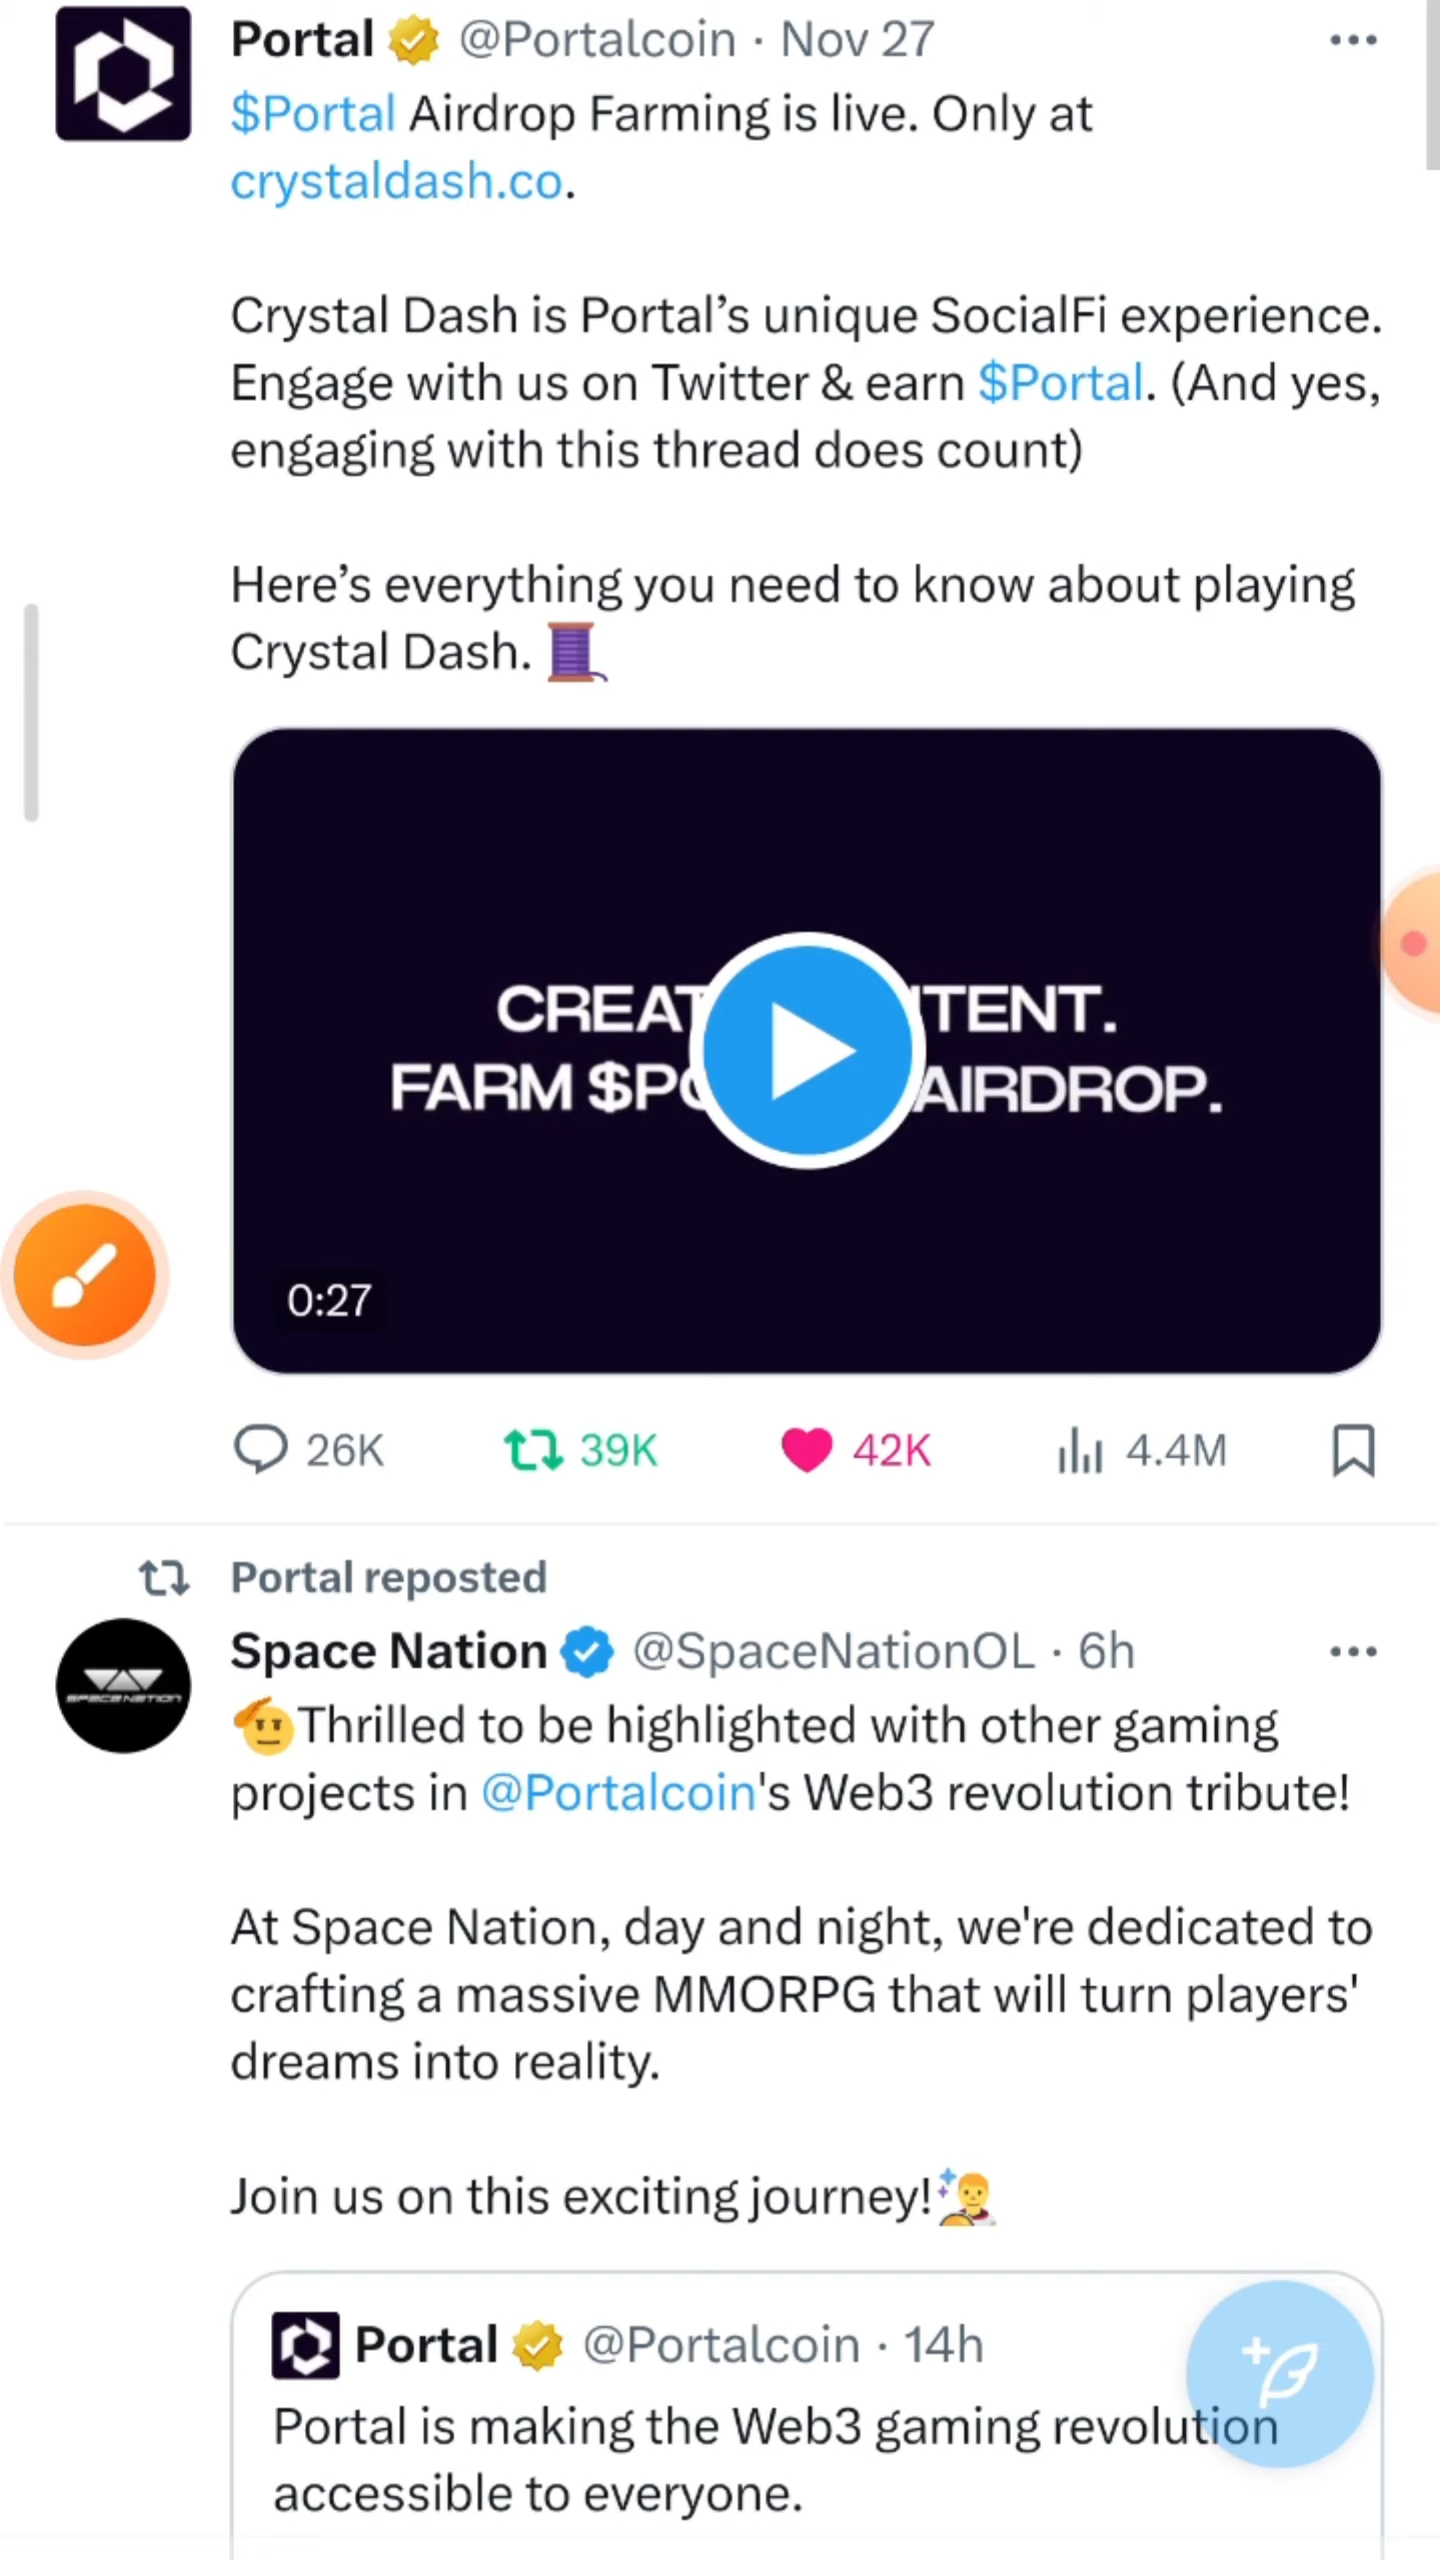 Portal @Portalcoin · Nov 27
$Portal Airdrop Farming is live. Only at
crystaldash.co.
Crystal Dash is Portal’s unique SocialFi experience.
Engage with us on Twitter & earn $Portal. (And yes,
engaging with this thread does count)
Here’s everything you need to know about playing
Crystal Dash.
TENT.
FARM AIRDROP.
0:27
26K 39K 42K 4.4M
Portal reposted
SPACE NATION
Space Nation @SpaceNationOL · 6h
Thrilled to be highlighted with other gaming
projects in @Portalcoin's Web3 revolution tribute!
At Space Nation, day and night, we're dedicated to
crafting a massive MMORPG that will turn players'
dreams into reality.
Join us on this exciting journey!
Portal @Portalcoin · 14h
Portal is making the Web3 gaming revolution
accessible to everyone.